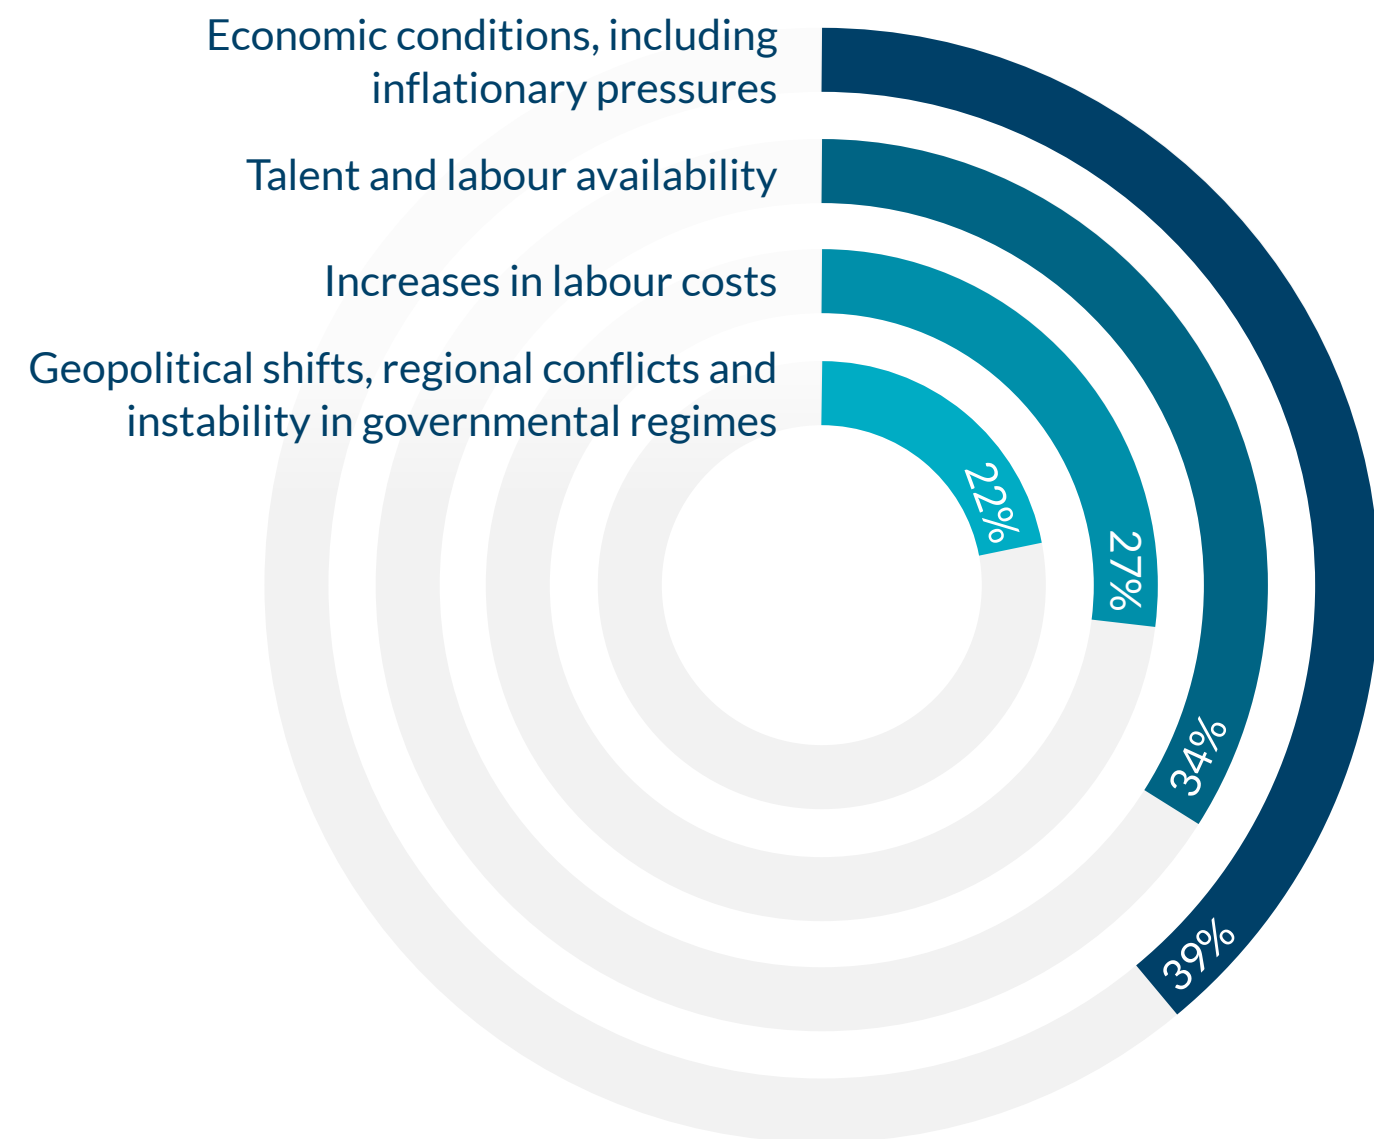 Economic conditions, including
inflationary pressures
Talent and labour availability
Increases in labour costs
Geopolitical shifts, regional conflicts and
instability in governmental regimes
22%
27%
34%
39%